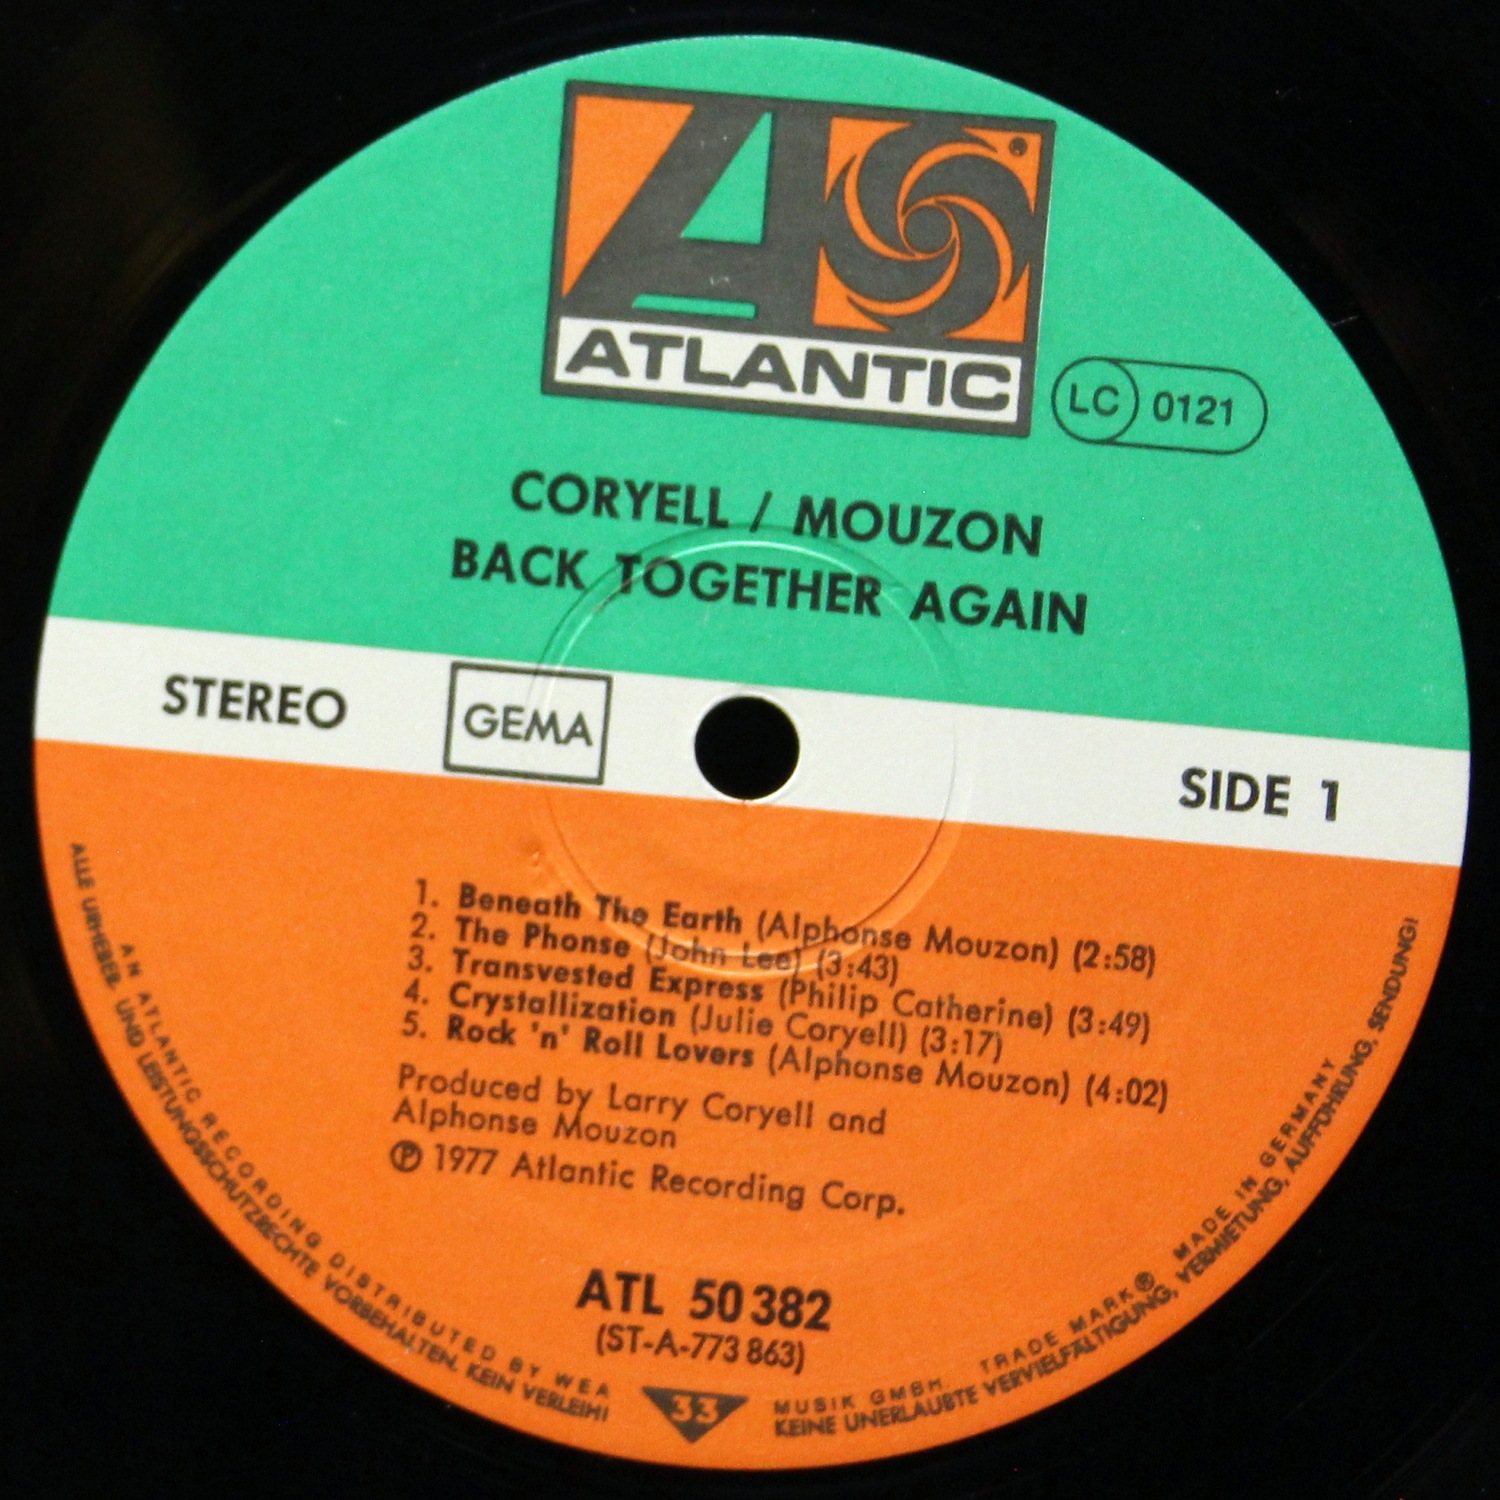 ATLANTIC
®
LC 0121
CORYELL / MOUZON
BACK TOGETHER AGAIN
STEREO
GEMA
SIDE 1
1. Beneath The Earth (Alphonse Mouzon) (2:58)
2. The Phonse (John Lee) (3:43)
3. Transvested Express (Philip Catherine) (3:49)
4. Crystallization (Julie Coryell) (3:17)
5. Rock 'n' Roll Lovers (Alphonse Mouzon) (4:02)
Produced by Larry Coryell and
Alphonse Mouzon
℗ 1977 Atlantic Recording Corp.
ATL 50 382
(ST-A-773 863)
33
AN ATLANTIC RECORDING DISTRIBUTED BY WEA MUSIK GMBH. TRADE MARK® MADE IN GERMANY
ALLE URHEBER- UND LEISTUNGSSCHUTZRECHTE VORBEHALTEN. KEIN VERLEIH! KEINE UNERLAUBTE VERVIELFÄLTIGUNG, VERMIETUNG, AUFFÜHRUNG, SENDUNG!